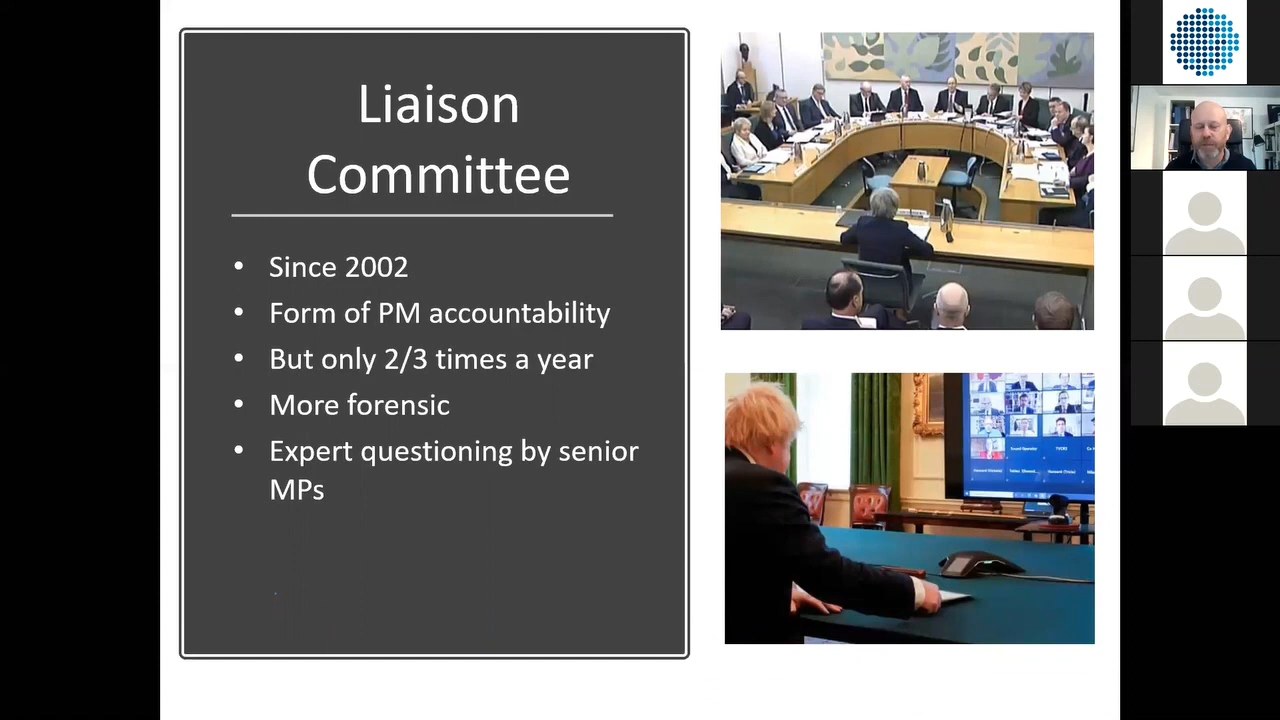 Liaison
Committee
• Since 2002
• Form of PM accountability
• But only 2/3 times a year
• More forensic
• Expert questioning by senior
MPs